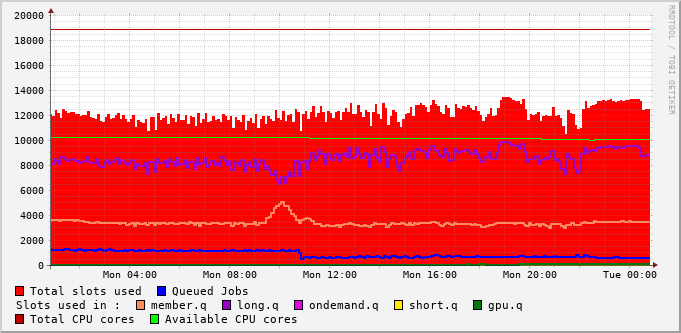 RRDTOOL / TOBI OETIKER
20000
18000
16000
14000
12000
10000
8000
6000
4000
2000
0
Mon 04:00 Mon 08:00 Mon 12:00 Mon 16:00 Mon 20:00 Tue 00:00
Total slots used Queued Jobs
Slots used in : member.q long.q ondemand.q short.q gpu.q
Total CPU cores Available CPU cores